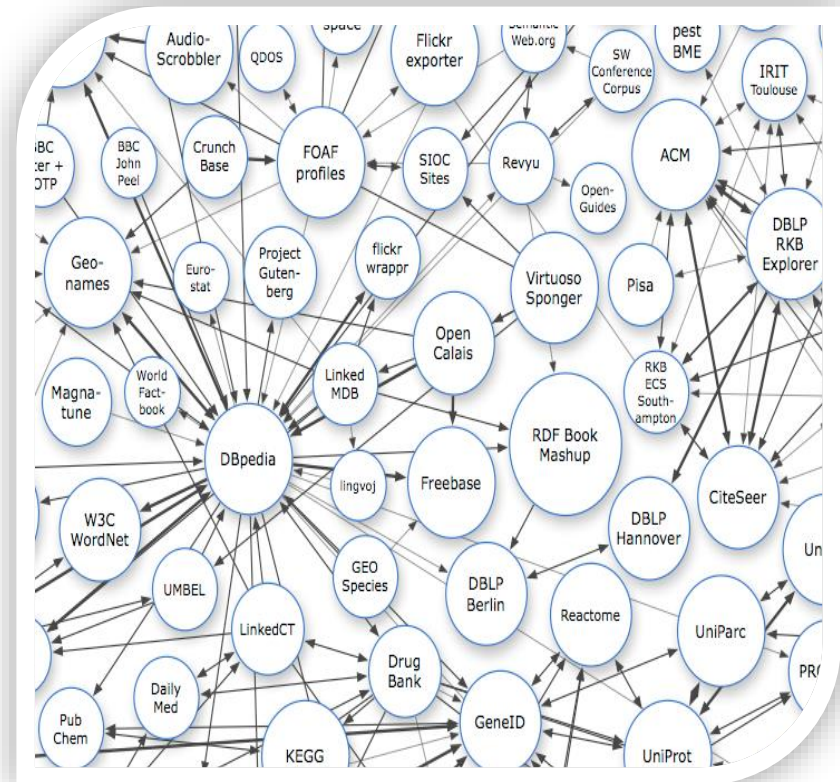 space
Semantic
Web.org
pest
BME
Audio-
Scrobbler
QDOS
Flickr
exporter
SW
Conference
Corpus
IRIT
Toulouse
BBC
John
Peel
Crunch
Base
FOAF
profiles
SIOC
Sites
Revyu
Open-
Guides
ACM
DBLP
RKB
Explorer
OTP
Geo-
names
Euro-
stat
Project
Guten-
berg
flickr
wrappr
Virtuoso
Sponger
Pisa
Open
Calais
Magna-
tune
World
Fact-
book
Linked
MDB
RKB
ECS
South-
ampton
DBpedia
lingvoj
Freebase
RDF Book
Mashup
CiteSeer
W3C
WordNet
DBLP
Hannover
Un
UMBEL
GEO
Species
DBLP
Berlin
Reactome
LinkedCT
UniParc
Drug
Bank
Daily
Med
PRO
Pub
Chem
KEGG
GeneID
UniProt